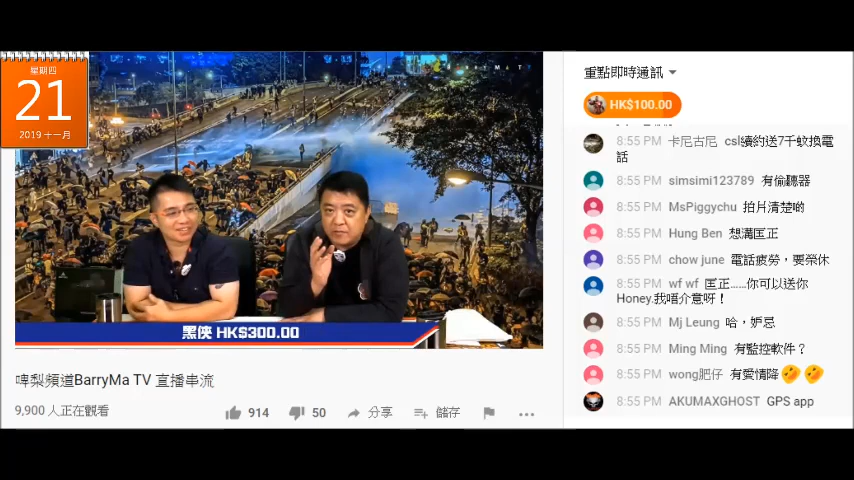 星期四
21
2019 十一月
BARRYMATT
黑俠 HK$300.00
啤梨頻道BarryMa TV 直播串流
9,900 人正在觀看
914
50
分享
儲存
重點即時通訊
HK$100.00
8:55 PM 卡尼古尼 csl續約送7千蚊換電
話
8:55 PM simsimi123789 有偷聽器
8:55 PM MsPiggychu 拍片清楚啲
8:55 PM Hung Ben 想溝匡正
8:55 PM chow june 電話疲勞，要榮休
8:55 PM wf wf 匡正……你可以送你
Honey.我唔介意呀！
8:55 PM Mj Leung 哈，妒忌
8:55 PM Ming Ming 有監控軟件？
8:55 PM wong肥仔 有愛情降🤣🤣
8:55 PM AKUMAXGHOST GPS app